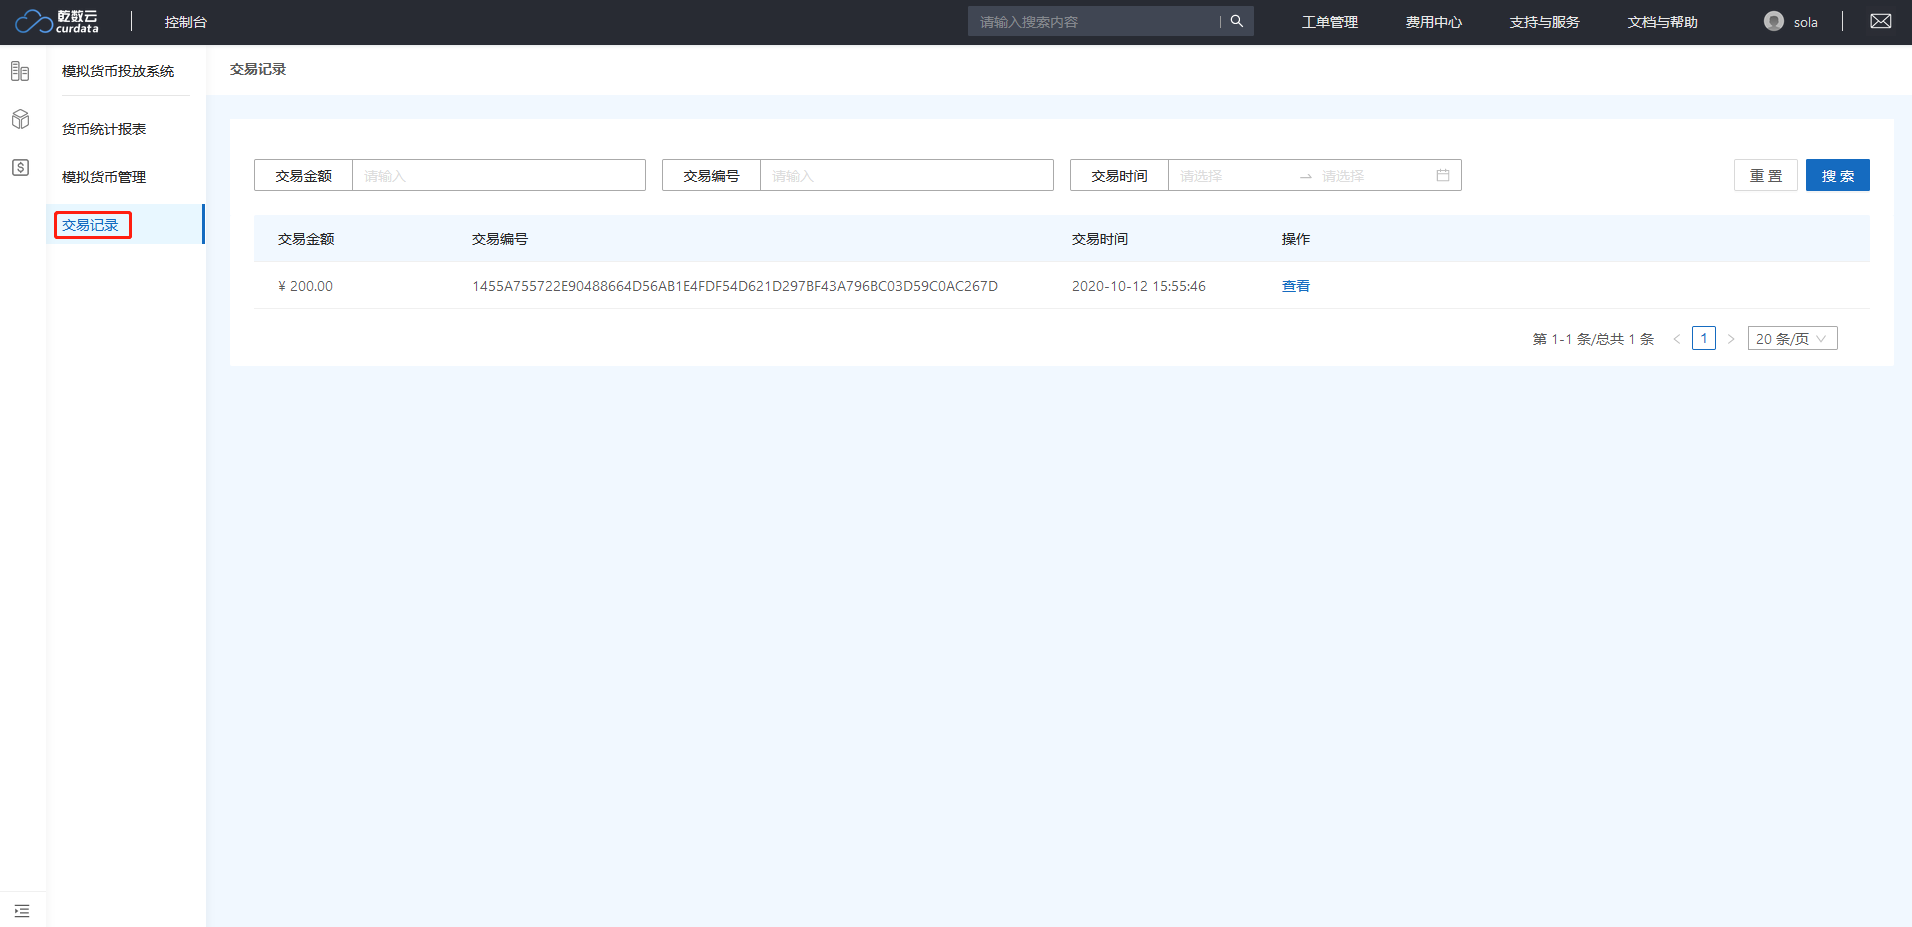 乾数云
curdata
控制台
请输入搜索内容
工单管理
费用中心
支持与服务
文档与帮助
sola
模拟货币投放系统
货币统计报表
模拟货币管理
交易记录
交易记录
交易金额 请输入
交易编号 请输入
交易时间 请选择 请选择
重 置
搜 索
交易金额 交易编号 交易时间 操作
¥ 200.00 1455A755722E90488664D56AB1E4FDF54D621D297BF43A796BC03D59C0AC267D 2020-10-12 15:55:46 查看
第 1-1 条/总共 1 条 1 20 条/页